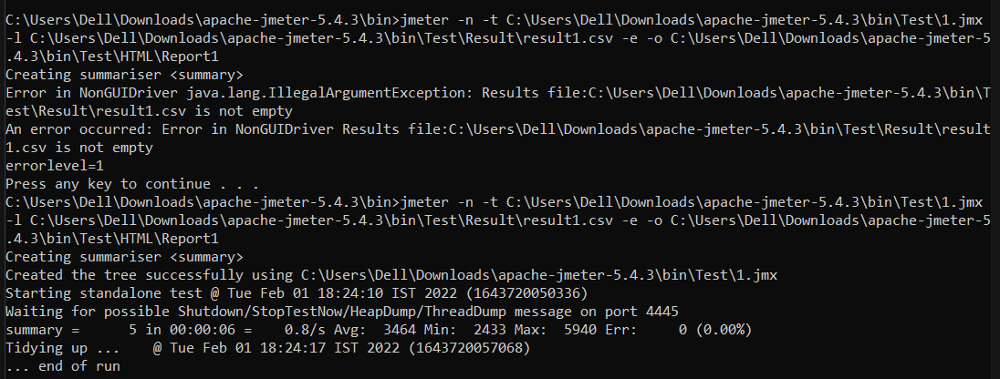 C:\Users\Dell\Downloads\apache-jmeter-5.4.3\bin>jmeter -n -t C:\Users\Dell\Downloads\apache-jmeter-5.4.3\bin\Test\1.jmx
-l C:\Users\Dell\Downloads\apache-jmeter-5.4.3\bin\Test\Result\result1.csv -e -o C:\Users\Dell\Downloads\apache-jmeter-5
.4.3\bin\Test\HTML\Report1
Creating summariser <summary>
Error in NonGUIDriver java.lang.IllegalArgumentException: Results file:C:\Users\Dell\Downloads\apache-jmeter-5.4.3\bin\T
est\Result\result1.csv is not empty
An error occurred: Error in NonGUIDriver Results file:C:\Users\Dell\Downloads\apache-jmeter-5.4.3\bin\Test\Result\result
1.csv is not empty
errorlevel=1
Press any key to continue . . .
C:\Users\Dell\Downloads\apache-jmeter-5.4.3\bin>jmeter -n -t C:\Users\Dell\Downloads\apache-jmeter-5.4.3\bin\Test\1.jmx
-l C:\Users\Dell\Downloads\apache-jmeter-5.4.3\bin\Test\Result\result1.csv -e -o C:\Users\Dell\Downloads\apache-jmeter-5
.4.3\bin\Test\HTML\Report1
Creating summariser <summary>
Created the tree successfully using C:\Users\Dell\Downloads\apache-jmeter-5.4.3\bin\Test\1.jmx
Starting standalone test @ Tue Feb 01 18:24:10 IST 2022 (1643720050336)
Waiting for possible Shutdown/StopTestNow/HeapDump/ThreadDump message on port 4445
summary =      5 in 00:00:06 =    0.8/s Avg:  3464 Min:  2433 Max:  5940 Err:     0 (0.00%)
Tidying up ...    @ Tue Feb 01 18:24:17 IST 2022 (1643720057068)
... end of run